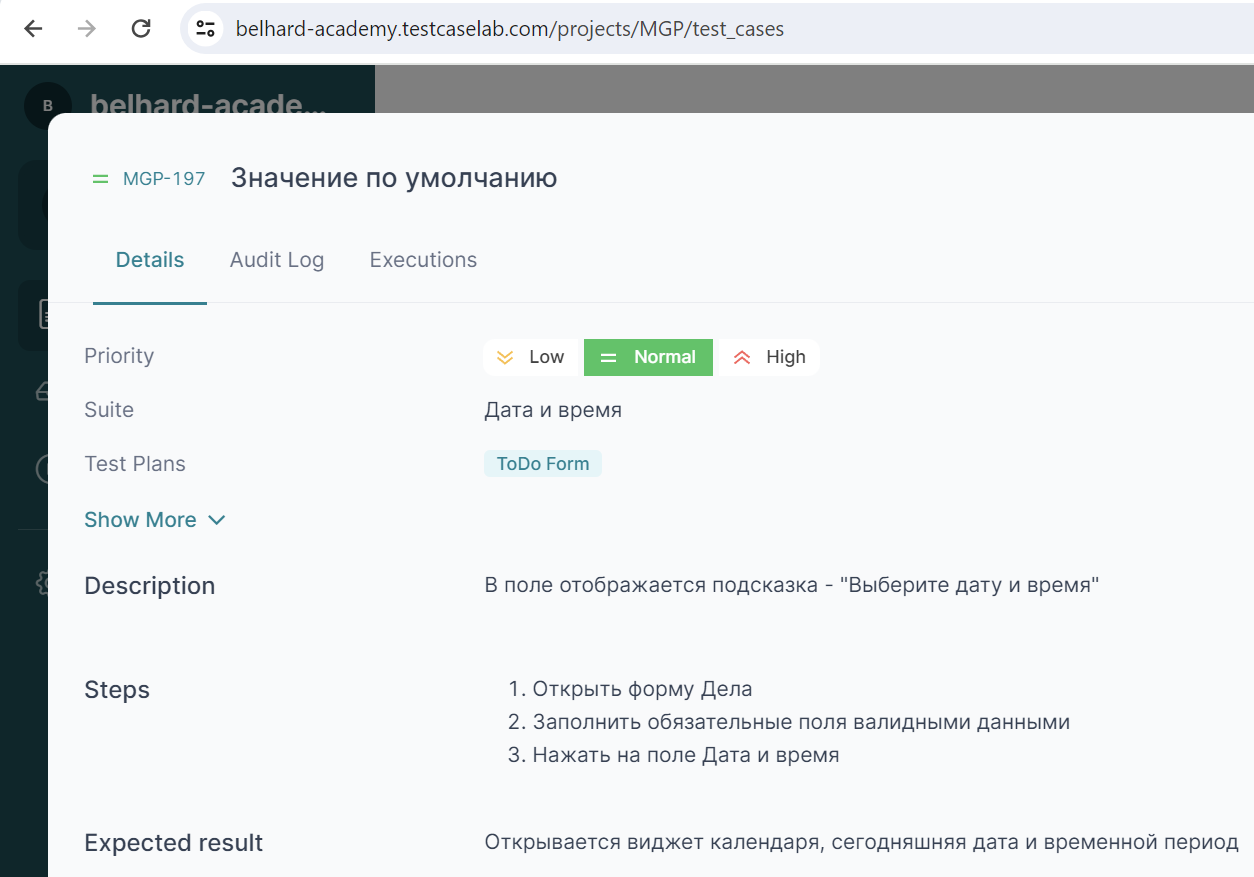 belhard-academy.testcaselab.com/projects/MGP/test_cases
B belhard-acade...
MGP-197 Значение по умолчанию
Details Audit Log Executions
Priority Low Normal High
Suite Дата и время
Test Plans ToDo Form
Show More
Description В поле отображается подсказка - "Выберите дату и время"
Steps 1. Открыть форму Дела
2. Заполнить обязательные поля валидными данными
3. Нажать на поле Дата и время
Expected result Открывается виджет календаря, сегодняшняя дата и временной период